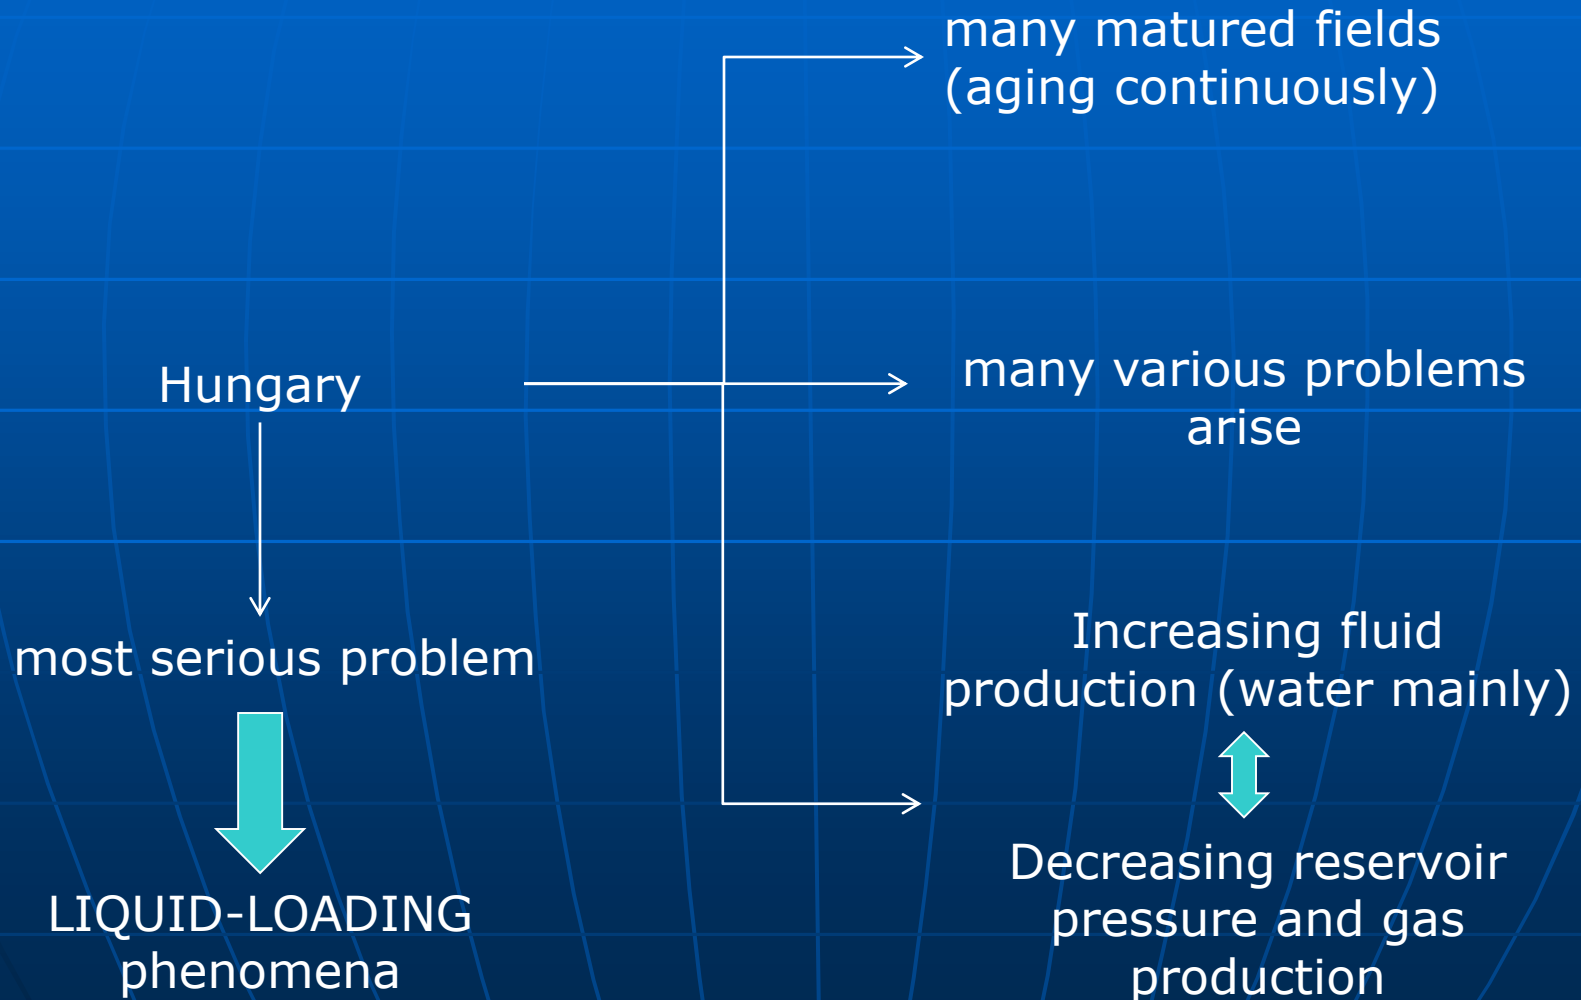 many matured fields
(aging continuously)
Hungary
many various problems
arise
most serious problem
Increasing fluid
production (water mainly)
LIQUID-LOADING
phenomena
Decreasing reservoir
pressure and gas
production